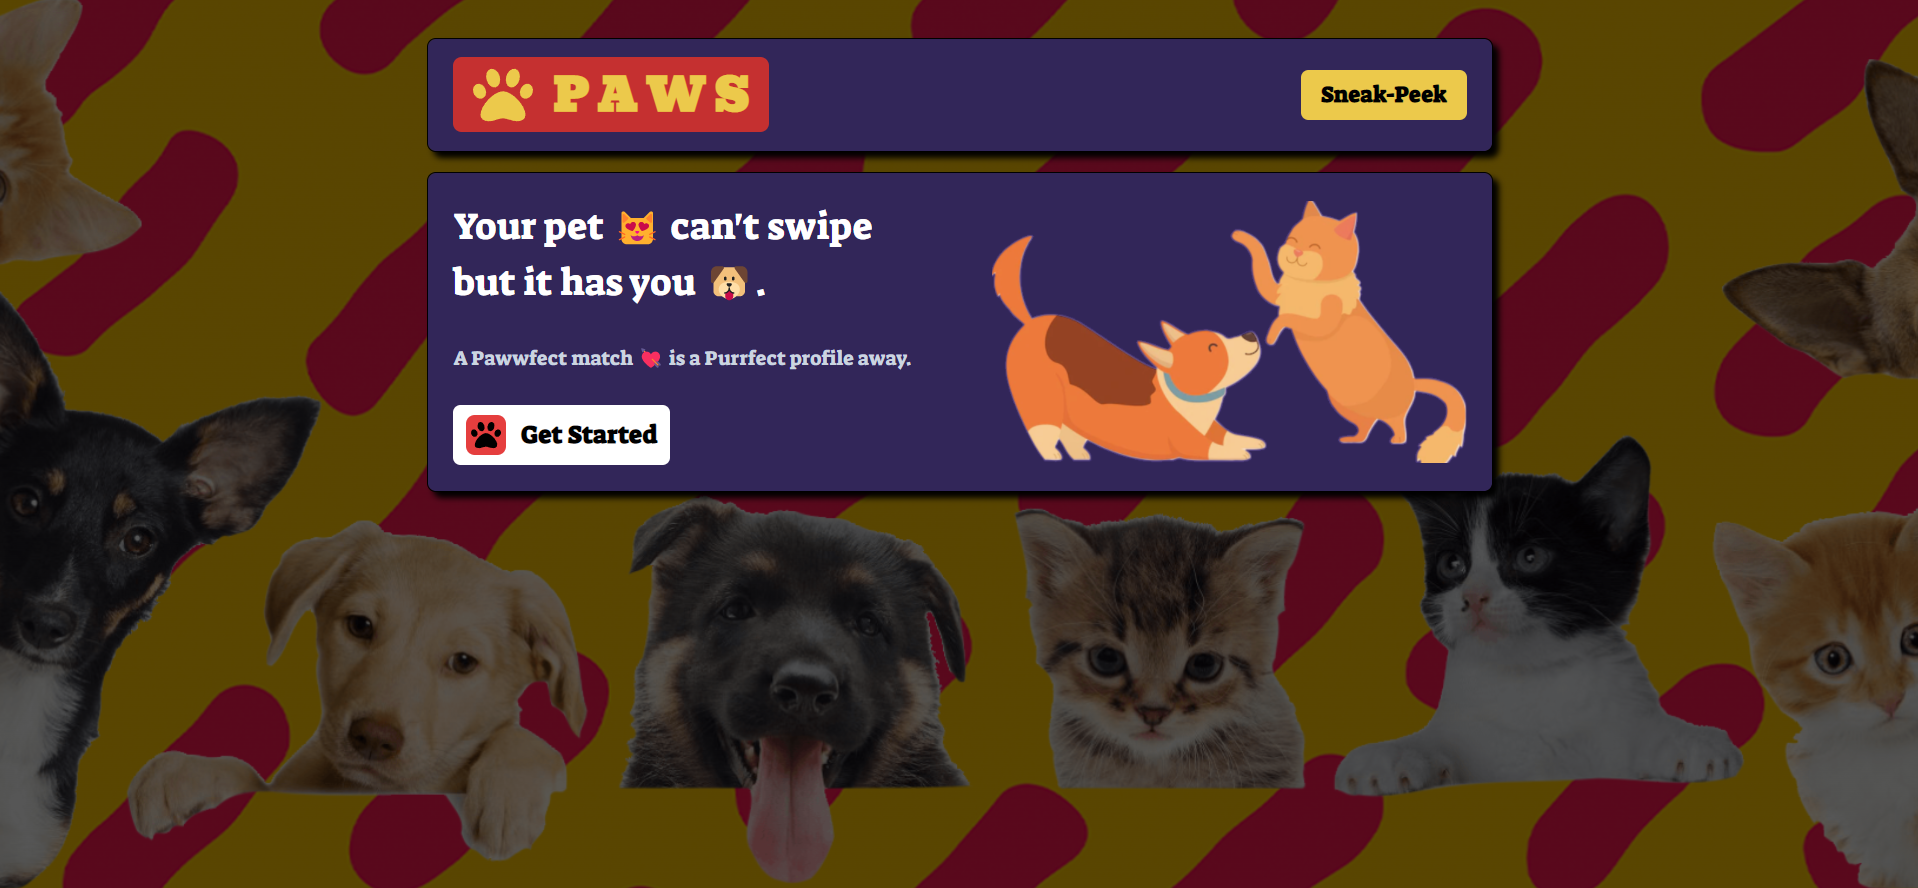 PAWS
Sneak-Peek
Your pet 😻 can't swipe
but it has you 🐶 .
A Pawwfect match 💘 is a Purrfect profile away.
Get Started